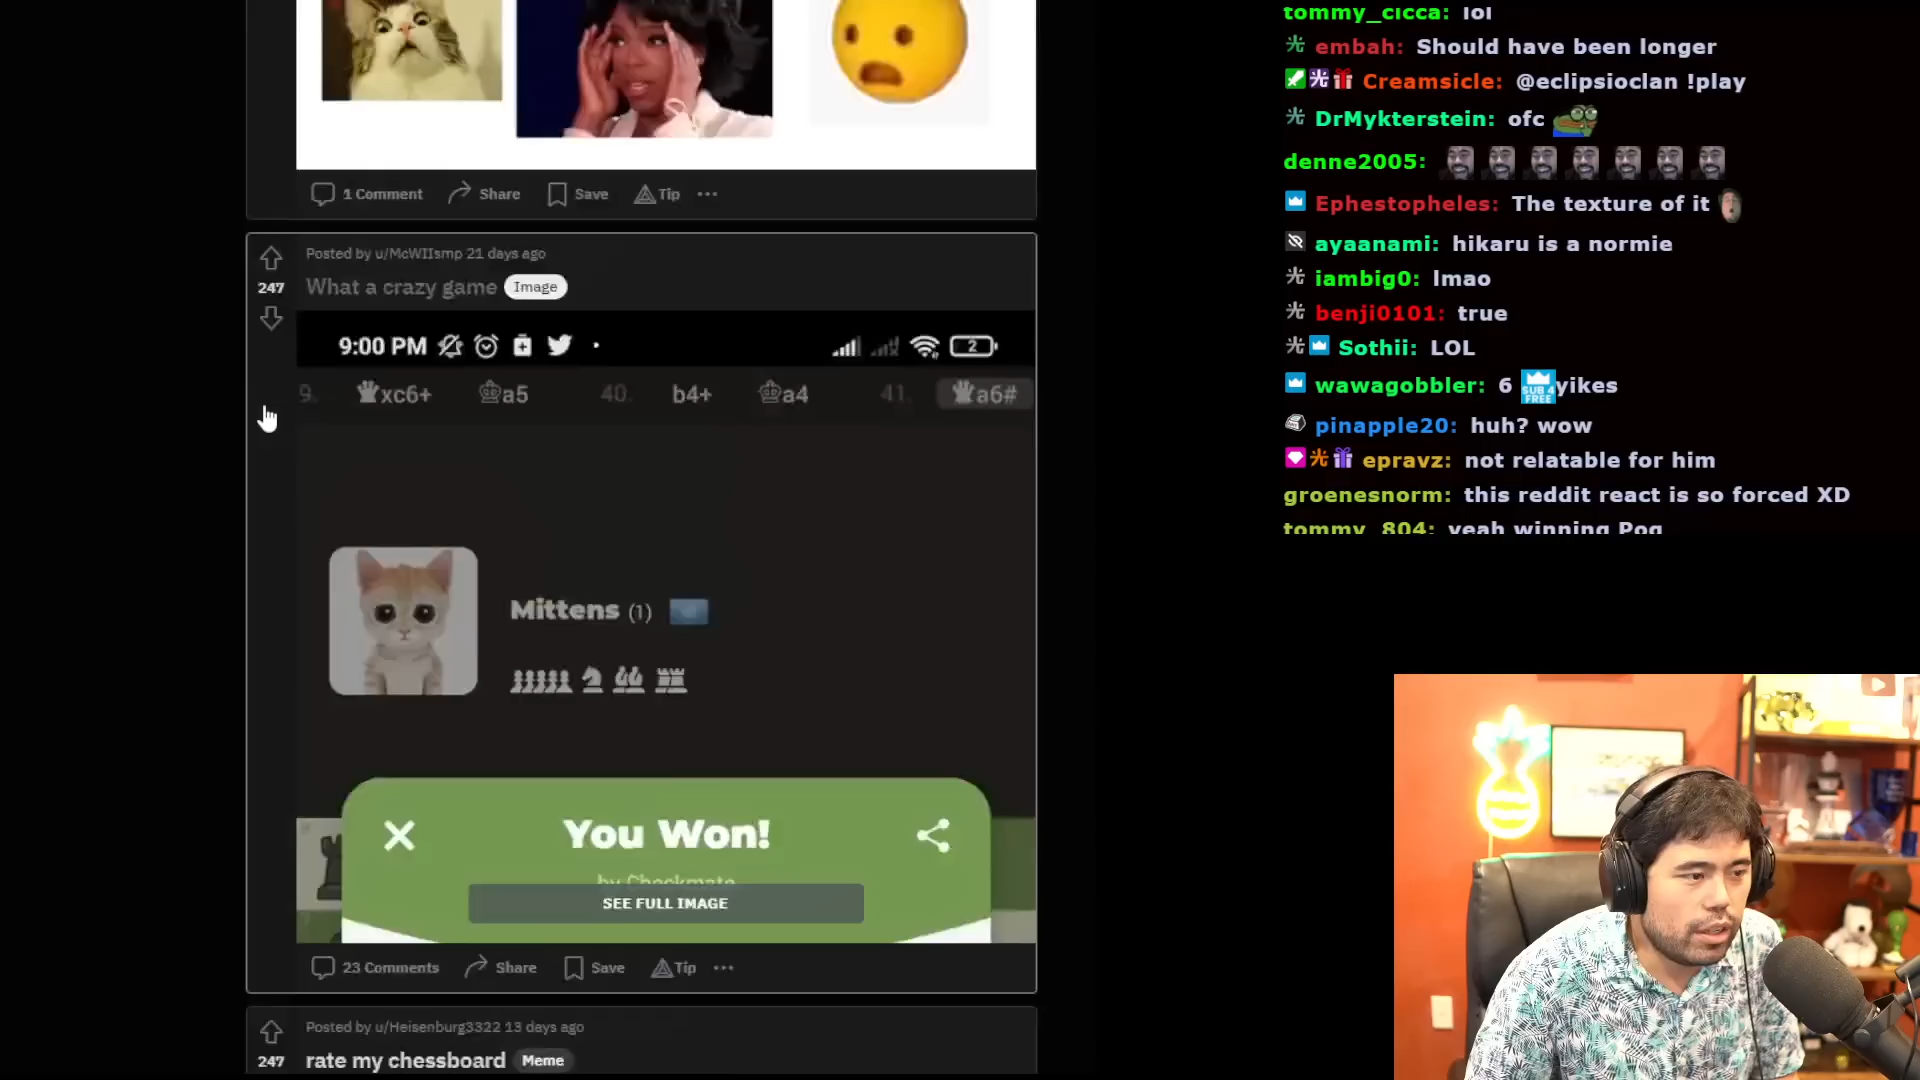 tommy_cicca: lol
embah: Should have been longer
Creamsicle: @eclipsioclan !play
DrMykterstein: ofc
denne2005:
Ephestopheles: The texture of it
ayaanami: hikaru is a normie
iambig0: lmao
benji0101: true
Sothii: LOL
wawagobbler: 6 SUB 4 FREE yikes
pinapple20: huh? wow
epravz: not relatable for him
groenesnorm: this reddit react is so forced XD
tommy_804: yeah winning Pog
1 Comment Share Save Tip
Posted by u/McWIIsmp 21 days ago
247 What a crazy game Image
9:00 PM 2
9. xc6+ a5 40. b4+ a4 41. a6#
Mittens (1)
You Won!
by Checkmate
SEE FULL IMAGE
23 Comments Share Save Tip
Posted by u/Heisenburg3322 13 days ago
247 rate my chessboard Meme